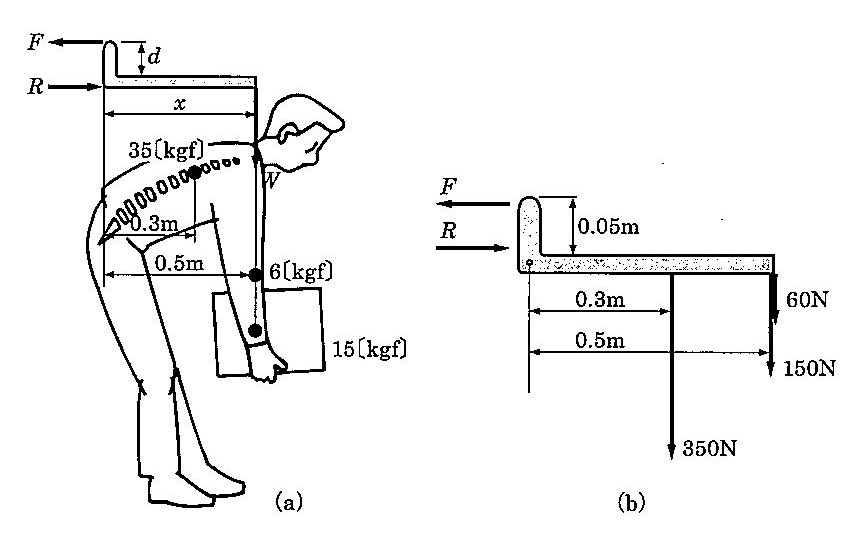 F
d
R
x
35〔kgf〕
W
0.3m
0.5m
6〔kgf〕
15〔kgf〕
(a)
F
R
0.05m
0.3m
60N
0.5m
150N
350N
(b)